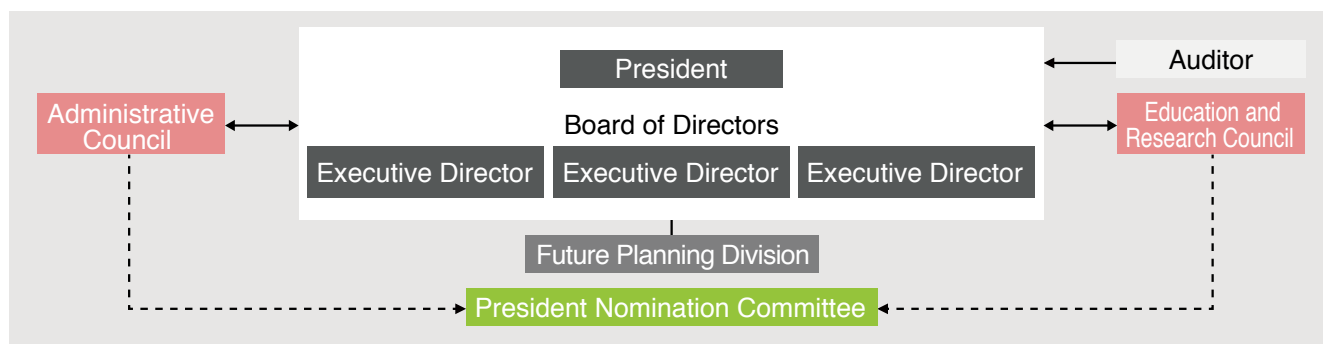 President
Auditor
Administrative
Council
Board of Directors
Education and
Research Council
Executive Director
Executive Director
Executive Director
Future Planning Division
President Nomination Committee